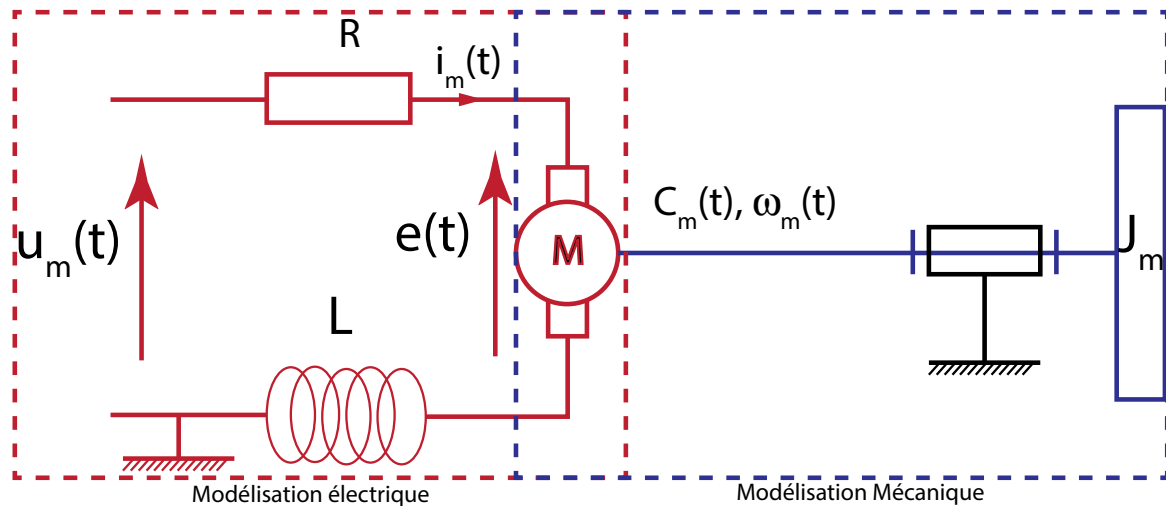 R
i_m(t)
u_m(t)
e(t)
M
C_m(t), ω_m(t)
J_m
L
Modélisation électrique
Modélisation Mécanique